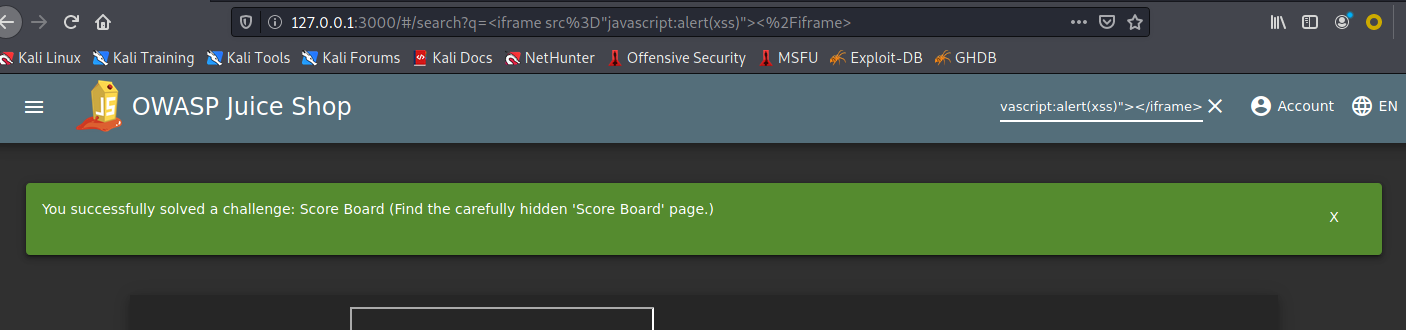 127.0.0.1:3000/#/search?q=<iframe src%3D"javascript:alert(xss)"><%2Fiframe>
Kali Linux Kali Training Kali Tools Kali Forums Kali Docs NetHunter Offensive Security MSFU Exploit-DB GHDB
JS OWASP Juice Shop vascript:alert(xss)"></iframe> Account EN
You successfully solved a challenge: Score Board (Find the carefully hidden 'Score Board' page.) X